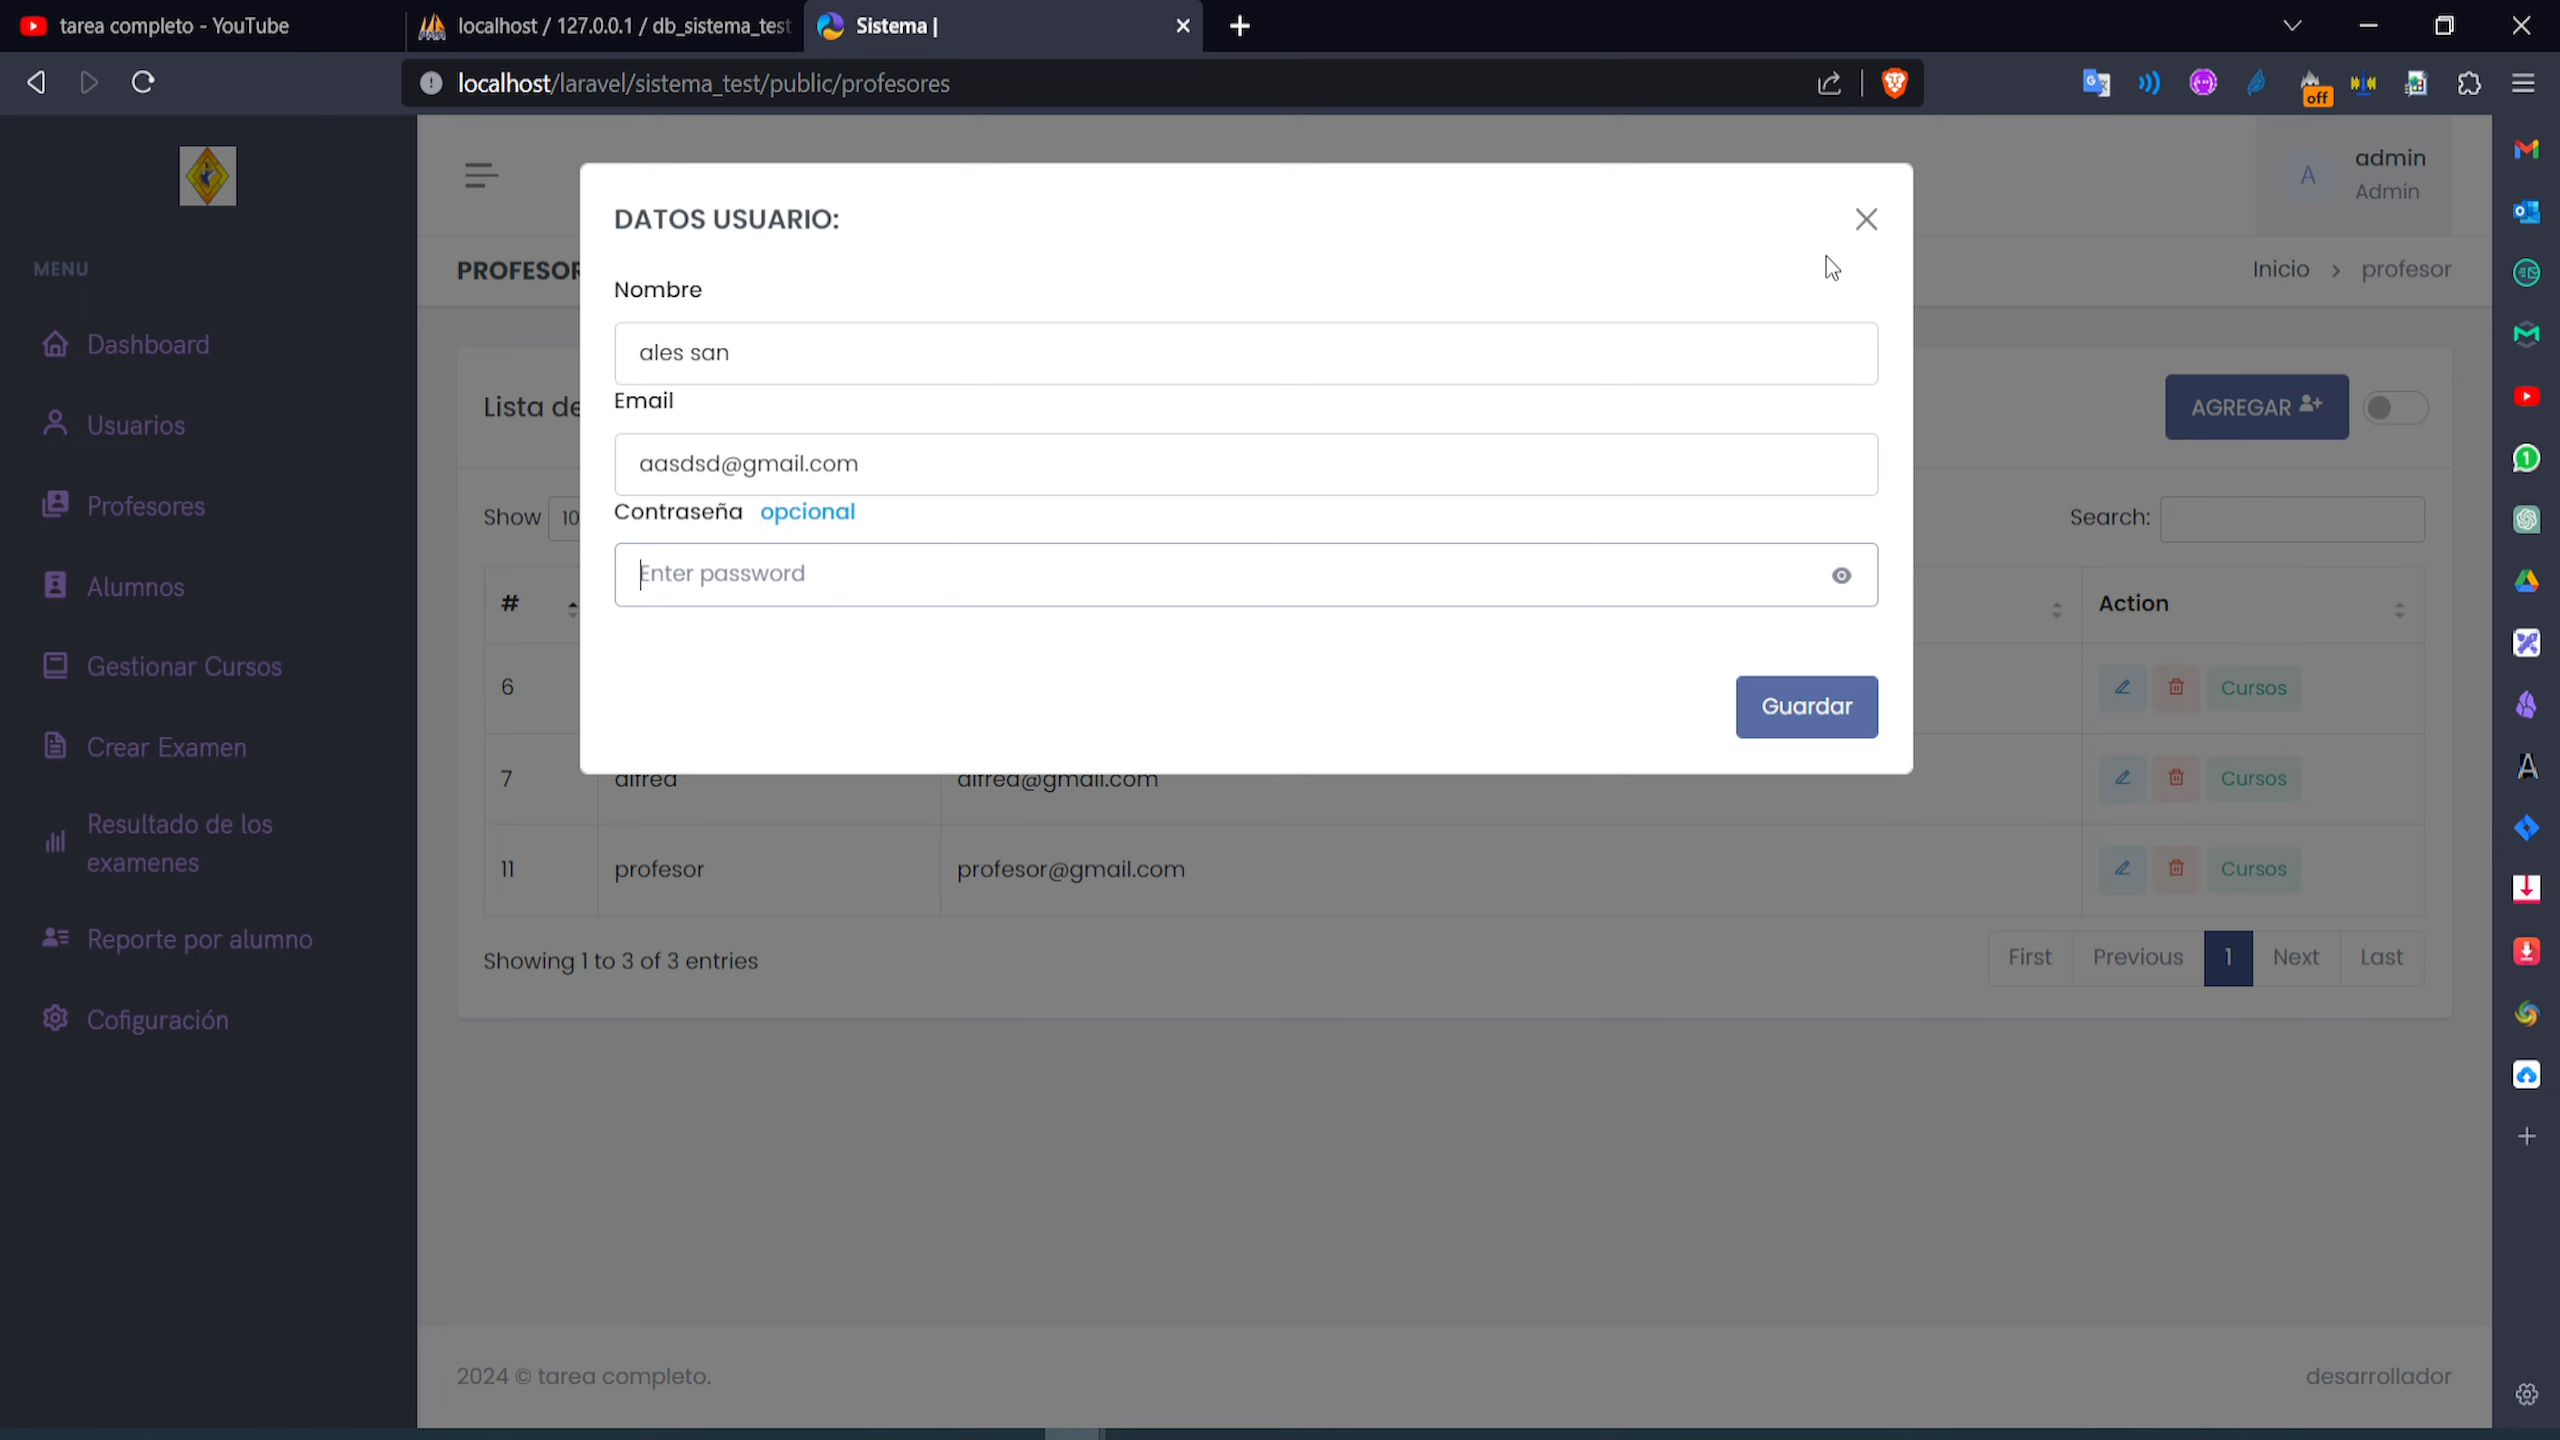 tarea completo - YouTube
localhost / 127.0.0.1 / db_sistema_test
Sistema |
localhost/laravel/sistema_test/public/profesores
off
MENU
Dashboard
Usuarios
Profesores
Alumnos
Gestionar Cursos
Crear Examen
Resultado de los
examenes
Reporte por alumno
Cofiguración
A
admin
Admin
PROFESOR
Inicio > profesor
Lista de
AGREGAR
Show 10
Search:
DATOS USUARIO:
Nombre
ales san
Email
aasdsd@gmail.com
Contraseña opcional
Enter password
Guardar
#
Action
6
Cursos
7 alfred alfred@gmail.com
Cursos
11 profesor profesor@gmail.com
Cursos
Showing 1 to 3 of 3 entries
First Previous 1 Next Last
2024 © tarea completo.
desarrollador
1